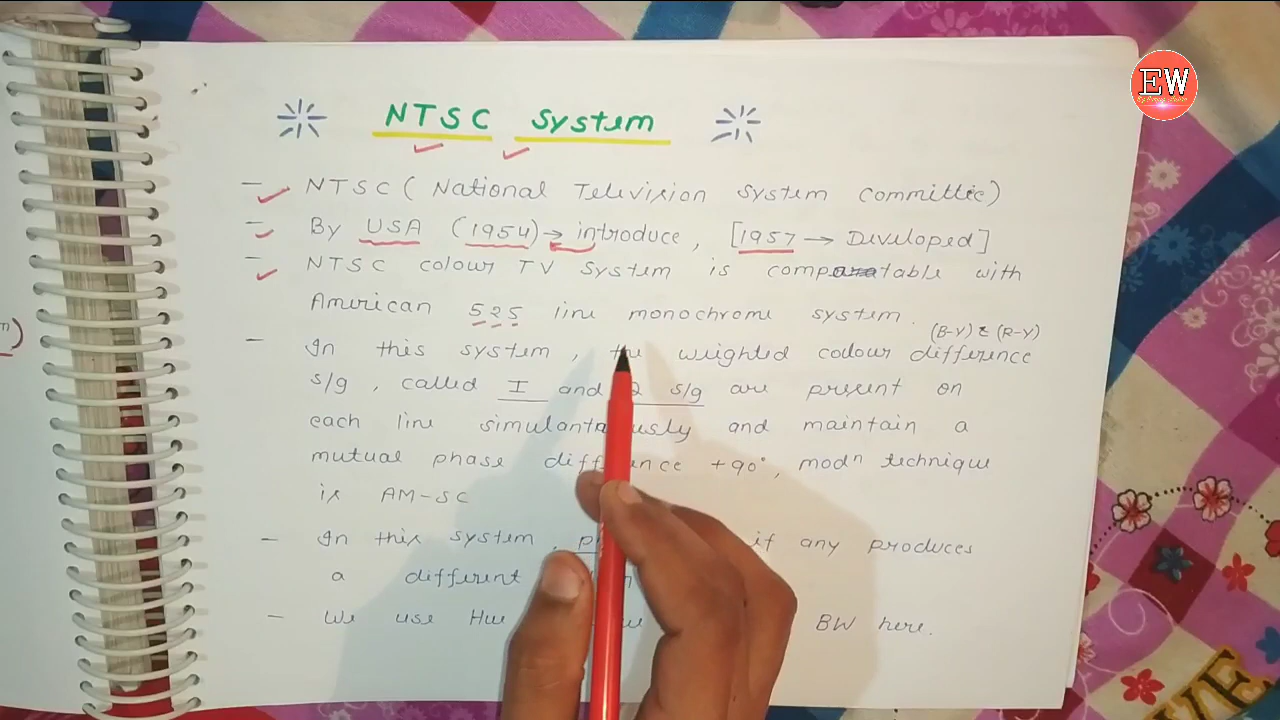 EW
NTSC System
- NTSC ( National Television System Committie)
- By USA (1954) → introduce, [1957 → Developed]
- NTSC colour TV System is compatable with
American 525 line monochrome system.
(B-Y) & (R-Y)
- In this system, the weighted colour difference
s/g, called I and Q s/g are present on
each line simulantaously and maintain a
mutual phase difference +90°, modⁿ technique
is AM-SC
- In this system, if any produces
a different
- We use Hue BW here.